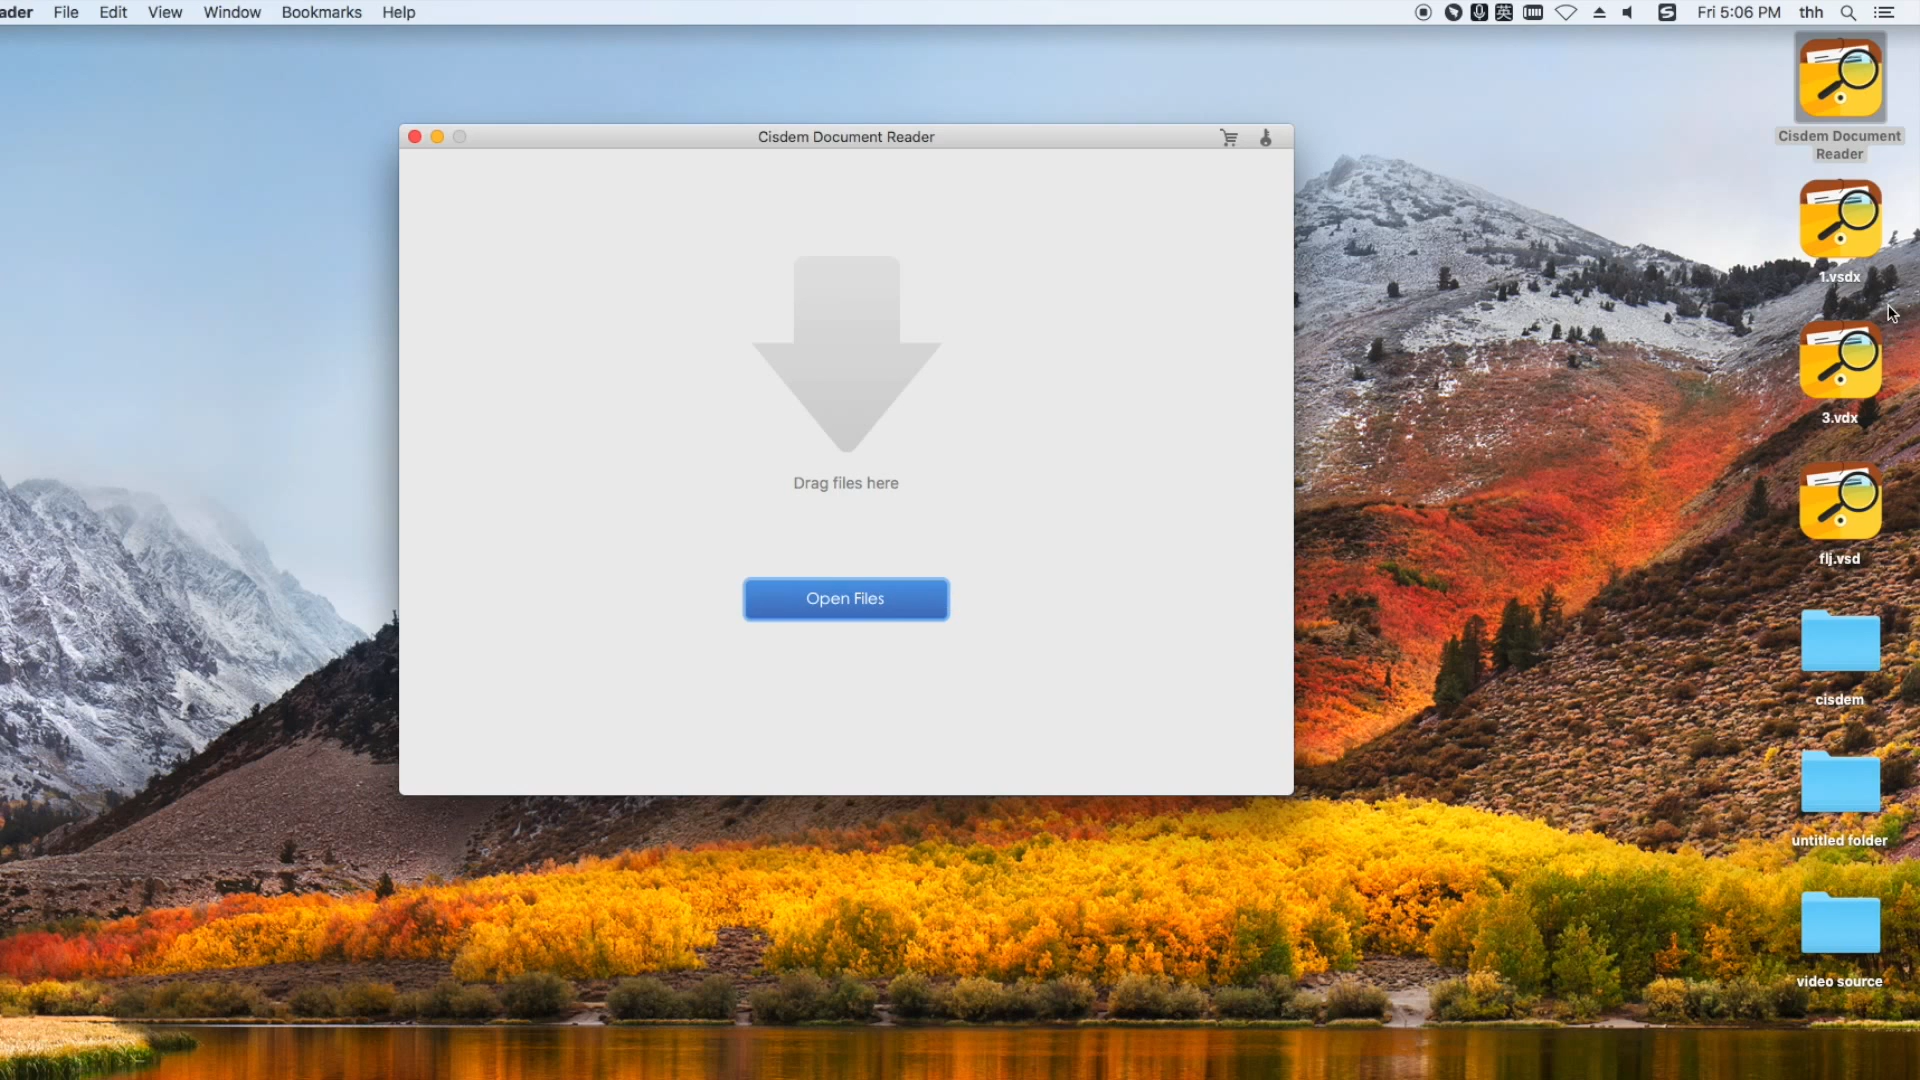 ader File Edit View Window Bookmarks Help
英 S Fri 5:06 PM thh
Cisdem Document Reader
Drag files here
Open Files
Cisdem Document
Reader
1.vsdx
3.vdx
flj.vsd
cisdem
untitled folder
video source